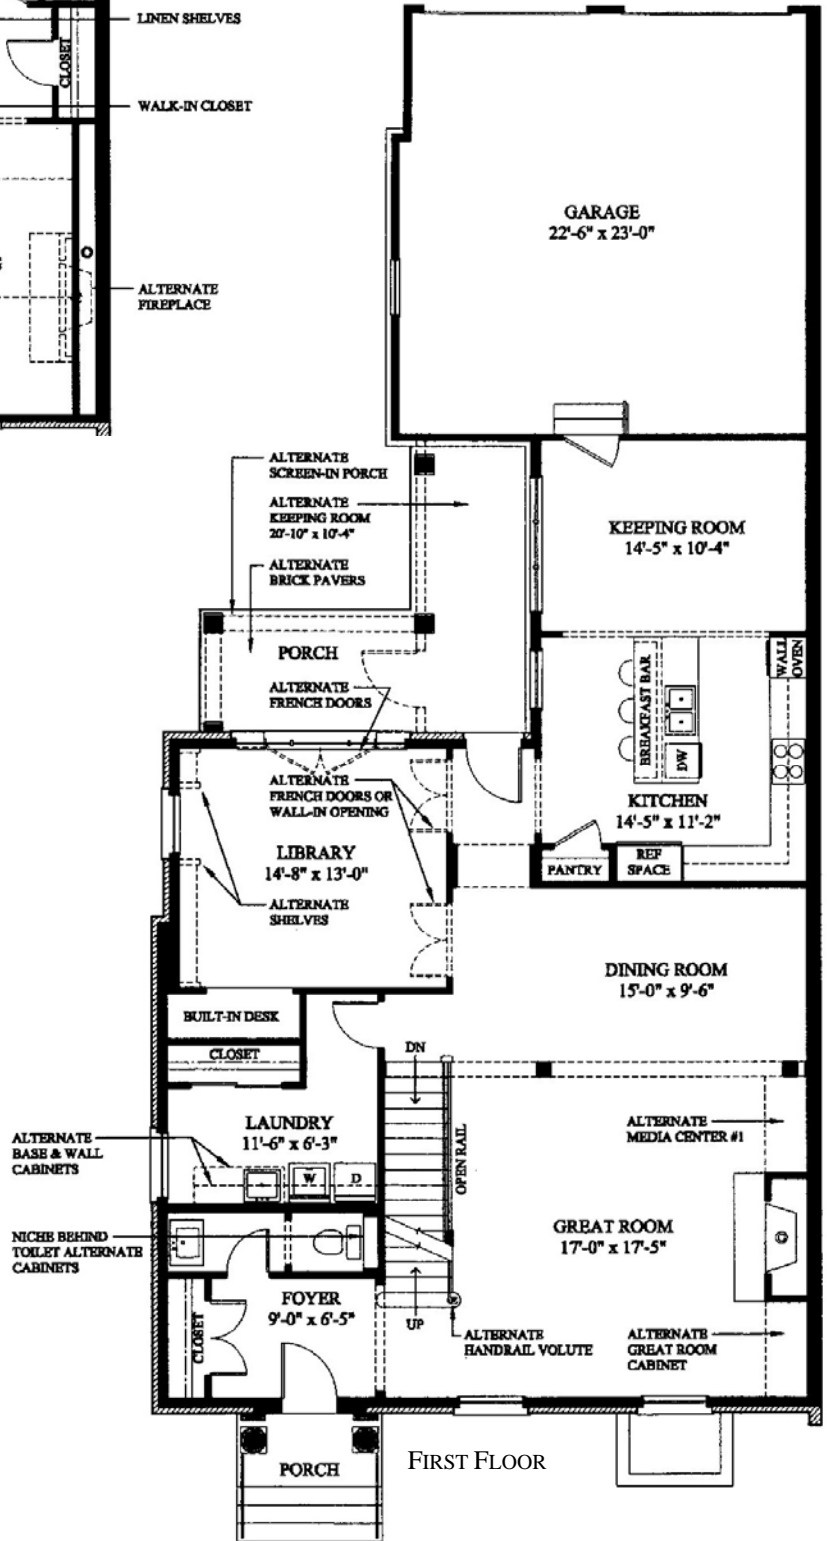 LINEN SHELVES
CLOSET
WALK-IN CLOSET
ALTERNATE
FIREPLACE
GARAGE
22'-6" x 23'-0"
ALTERNATE
SCREEN-IN PORCH
ALTERNATE
KEEPING ROOM
20'-10" x 10'-4"
ALTERNATE
BRICK PAVERS
KEEPING ROOM
14'-5" x 10'-4"
PORCH
ALTERNATE
FRENCH DOORS
BREAKFAST BAR
DW
WALL
OVEN
KITCHEN
14'-5" x 11'-2"
PANTRY
REF
SPACE
ALTERNATE
FRENCH DOORS OR
WALL-IN OPENING
LIBRARY
14'-8" x 13'-0"
ALTERNATE
SHELVES
DINING ROOM
15'-0" x 9'-6"
BUILT-IN DESK
CLOSET
DN
LAUNDRY
11'-6" x 6'-3"
ALTERNATE
BASE & WALL
CABINETS
W
D
OPEN RAIL
ALTERNATE
MEDIA CENTER #1
GREAT ROOM
17'-0" x 17'-5"
NICHE BEHIND
TOILET ALTERNATE
CABINETS
FOYER
9'-0" x 6'-5"
CLOSET
UP
ALTERNATE
HANDRAIL VOLUTE
ALTERNATE
GREAT ROOM
CABINET
PORCH
FIRST FLOOR